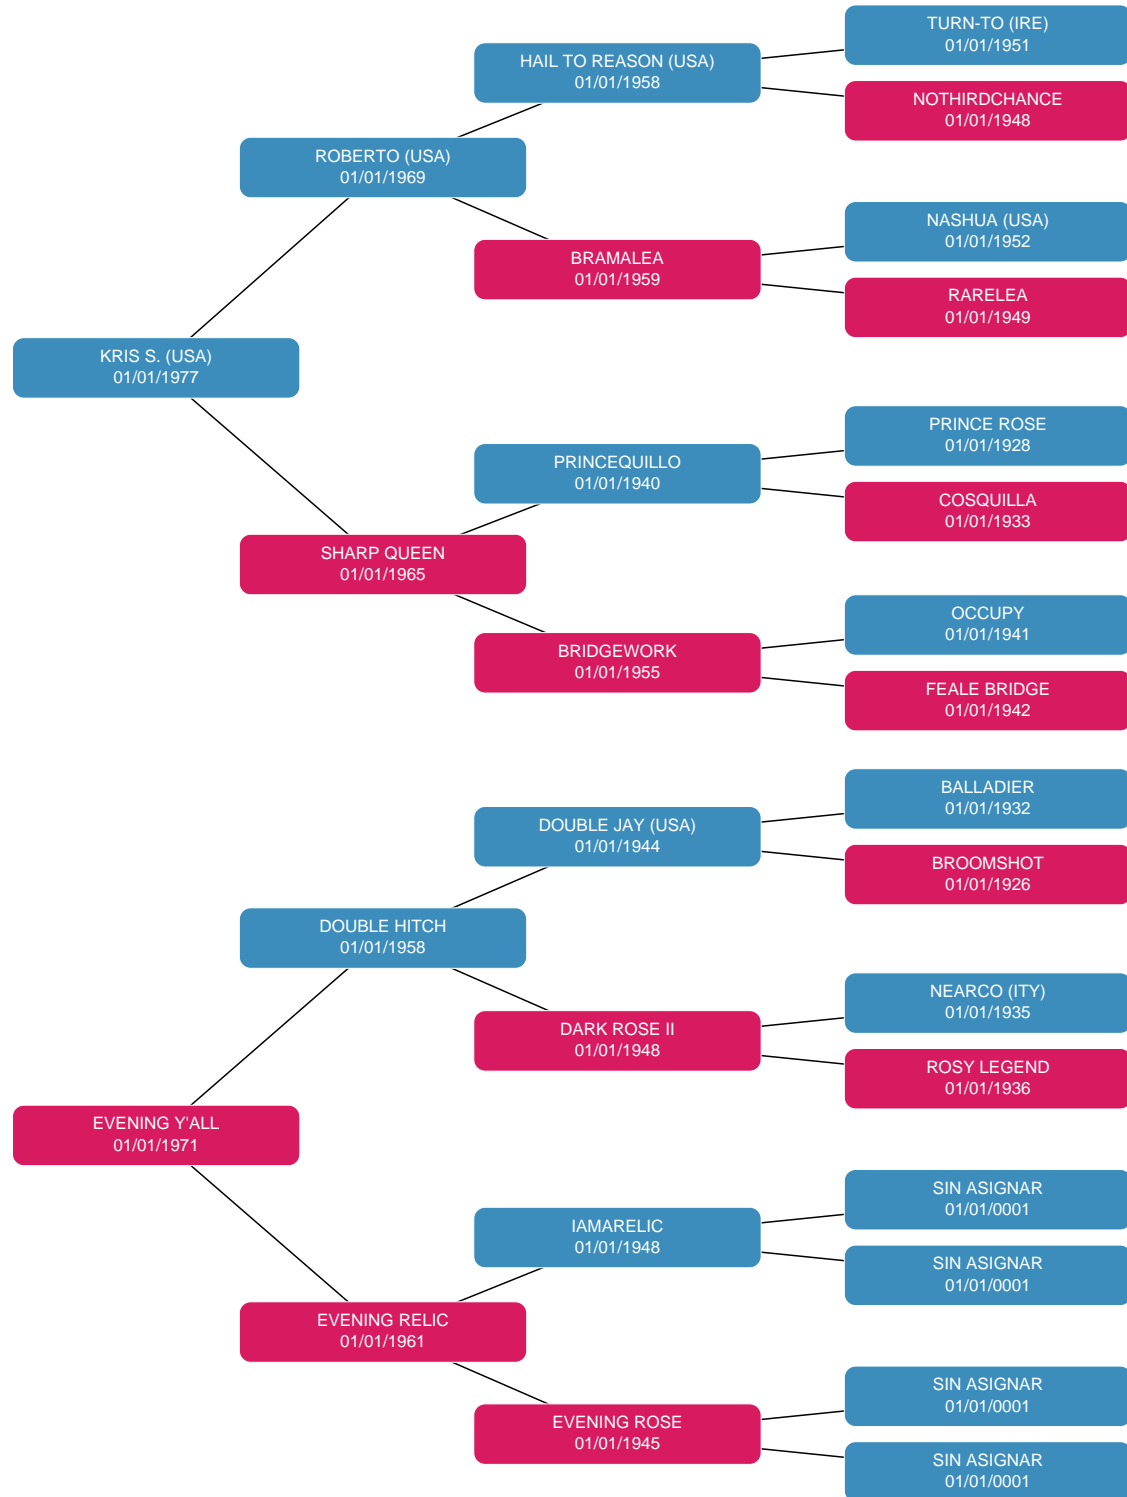 TURN-TO (IRE)
01/01/1951
HAIL TO REASON (USA)
01/01/1958
NOTHIRDCHANCE
01/01/1948
ROBERTO (USA)
01/01/1969
NASHUA (USA)
01/01/1952
BRAMALEA
01/01/1959
RARELEA
01/01/1949
KRIS S. (USA)
01/01/1977
PRINCE ROSE
01/01/1928
PRINCEQUILLO
01/01/1940
COSQUILLA
01/01/1933
SHARP QUEEN
01/01/1965
OCCUPY
01/01/1941
BRIDGEWORK
01/01/1955
FEALE BRIDGE
01/01/1942
BALLADIER
01/01/1932
DOUBLE JAY (USA)
01/01/1944
BROOMSHOT
01/01/1926
DOUBLE HITCH
01/01/1958
NEARCO (ITY)
01/01/1935
DARK ROSE II
01/01/1948
ROSY LEGEND
01/01/1936
EVENING Y'ALL
01/01/1971
SIN ASIGNAR
01/01/0001
IAMARELIC
01/01/1948
SIN ASIGNAR
01/01/0001
EVENING RELIC
01/01/1961
SIN ASIGNAR
01/01/0001
EVENING ROSE
01/01/1945
SIN ASIGNAR
01/01/0001